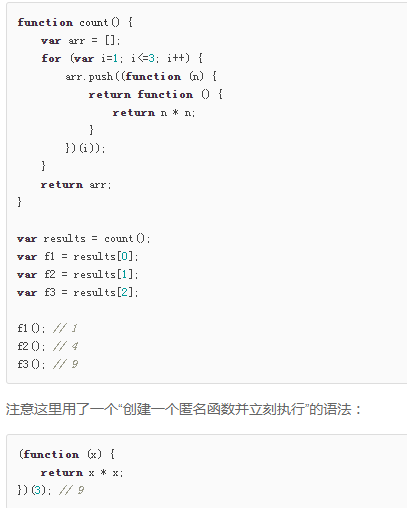 function count() {
    var arr = [];
    for (var i=1; i<=3; i++) {
        arr.push((function (n) {
            return function () {
                return n * n;
            }
        })(i));
    }
    return arr;
}

var results = count();
var f1 = results[0];
var f2 = results[1];
var f3 = results[2];

f1(); // 1
f2(); // 4
f3(); // 9
注意这里用了一个“创建一个匿名函数并立刻执行”的语法：
(function (x) {
    return x * x;
})(3); // 9